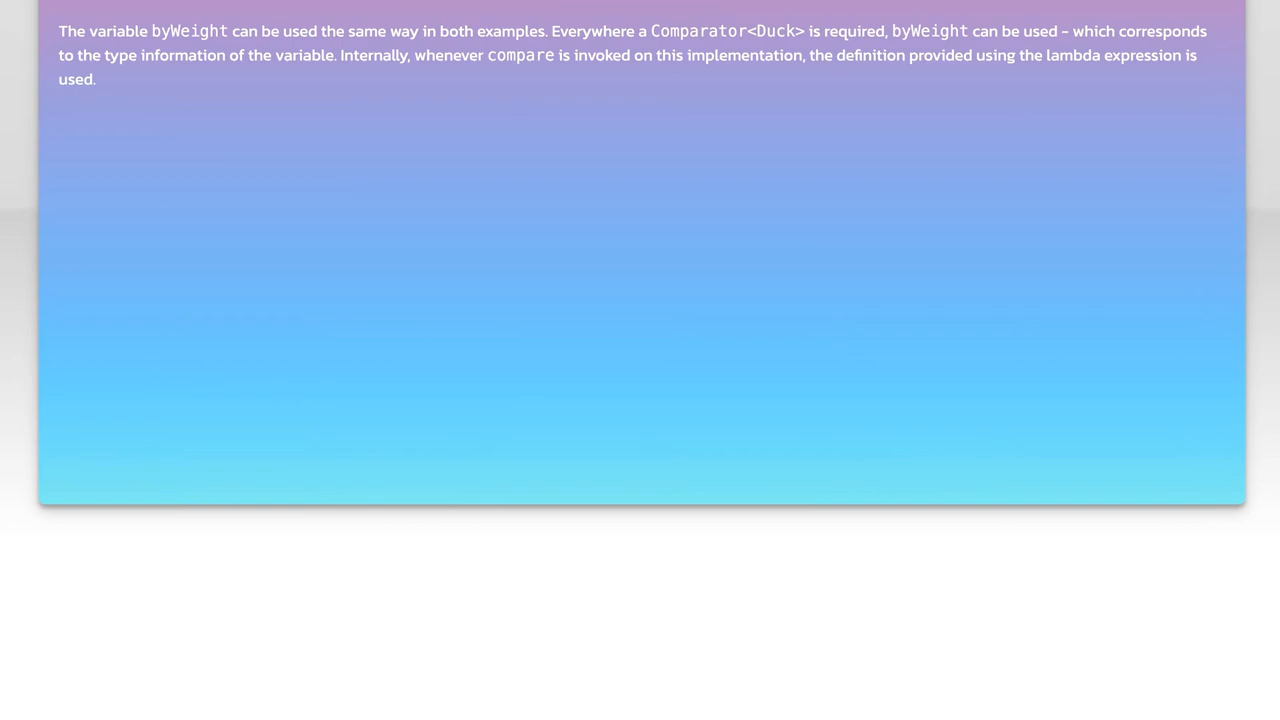 The variable byWeight can be used the same way in both examples. Everywhere a Comparator<Duck> is required, byWeight can be used - which corresponds
to the type information of the variable. Internally, whenever compare is invoked on this implementation, the definition provided using the lambda expression is
used.